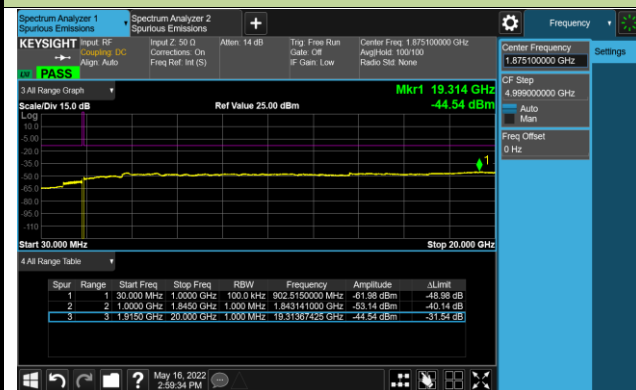 Spectrum Analyzer 1
Spurious Emissions
Spectrum Analyzer 2
Spurious Emissions
+
Frequency
KEYSIGHT
Input: RF
Coupling: DC
Align: Auto
Input Z: 50 Ω
Corrections: On
Freq Ref: Int (S)
Atten: 14 dB
Trig: Free Run
Gate: Off
IF Gain: Low
Center Freq: 1.875100000 GHz
Avg|Hold: 100/100
Radio Std: None
PASS
Center Frequency
1.875100000 GHz
Settings
CF Step
4.999000000 GHz
Auto
Man
Freq Offset
0 Hz
3 All Range Graph
Mkr1 19.314 GHz
Scale/Div 15.0 dB
Ref Value 25.00 dBm
-44.54 dBm
Log
10.0
-5.00
-20.0
-35.0
-50.0
-65.0
-80.0
-95.0
-110
1
Start 30.000 MHz
Stop 20.000 GHz
4 All Range Table
Spur Range Start Freq Stop Freq RBW Frequency Amplitude ΔLimit
1 1 30.000 MHz 1.0000 GHz 100.0 kHz 902.5150000 MHz -61.98 dBm -48.98 dB
2 2 1.0000 GHz 1.8450 GHz 1.000 MHz 1.843141000 GHz -53.14 dBm -40.14 dB
3 3 1.9150 GHz 20.000 GHz 1.000 MHz 19.31367425 GHz -44.54 dBm -31.54 dB
?
May 16, 2022
2:59:34 PM